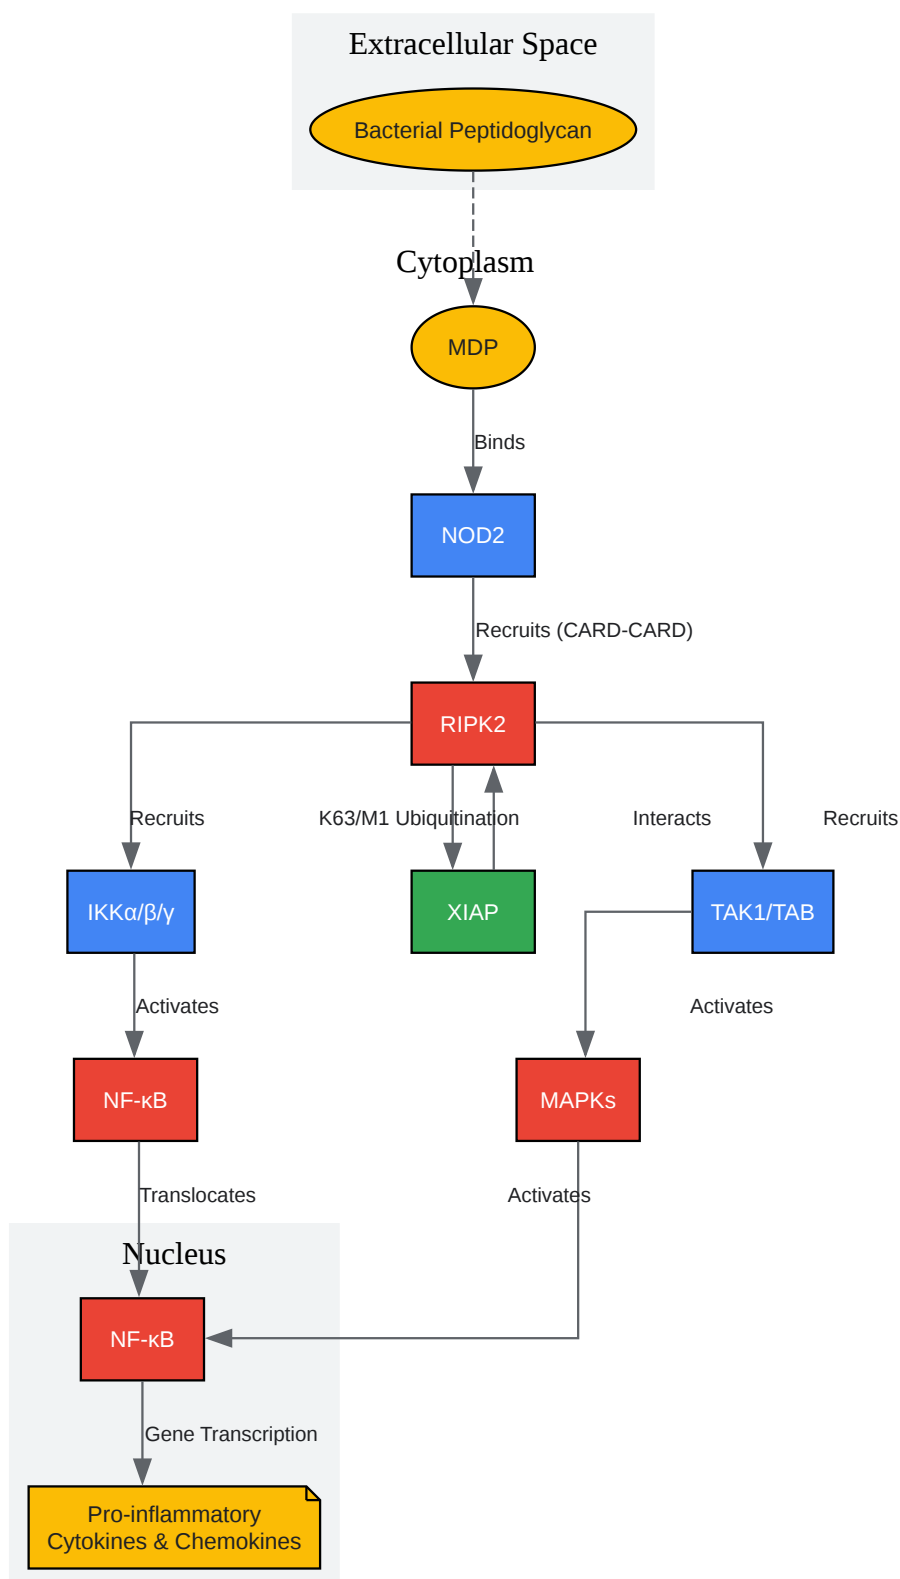 Extracellular Space
Bacterial Peptidoglycan
Cytoplasm
MDP
Binds
NOD2
Recruits (CARD-CARD)
RIPK2
Recruits
K63/M1 Ubiquitination
Interacts
Recruits
IKKα/β/γ
XIAP
TAK1/TAB
Activates
Activates
NF-κB
MAPKs
Translocates
Activates
Nucleus
NF-κB
Gene Transcription
Pro-inflammatory
Cytokines & Chemokines